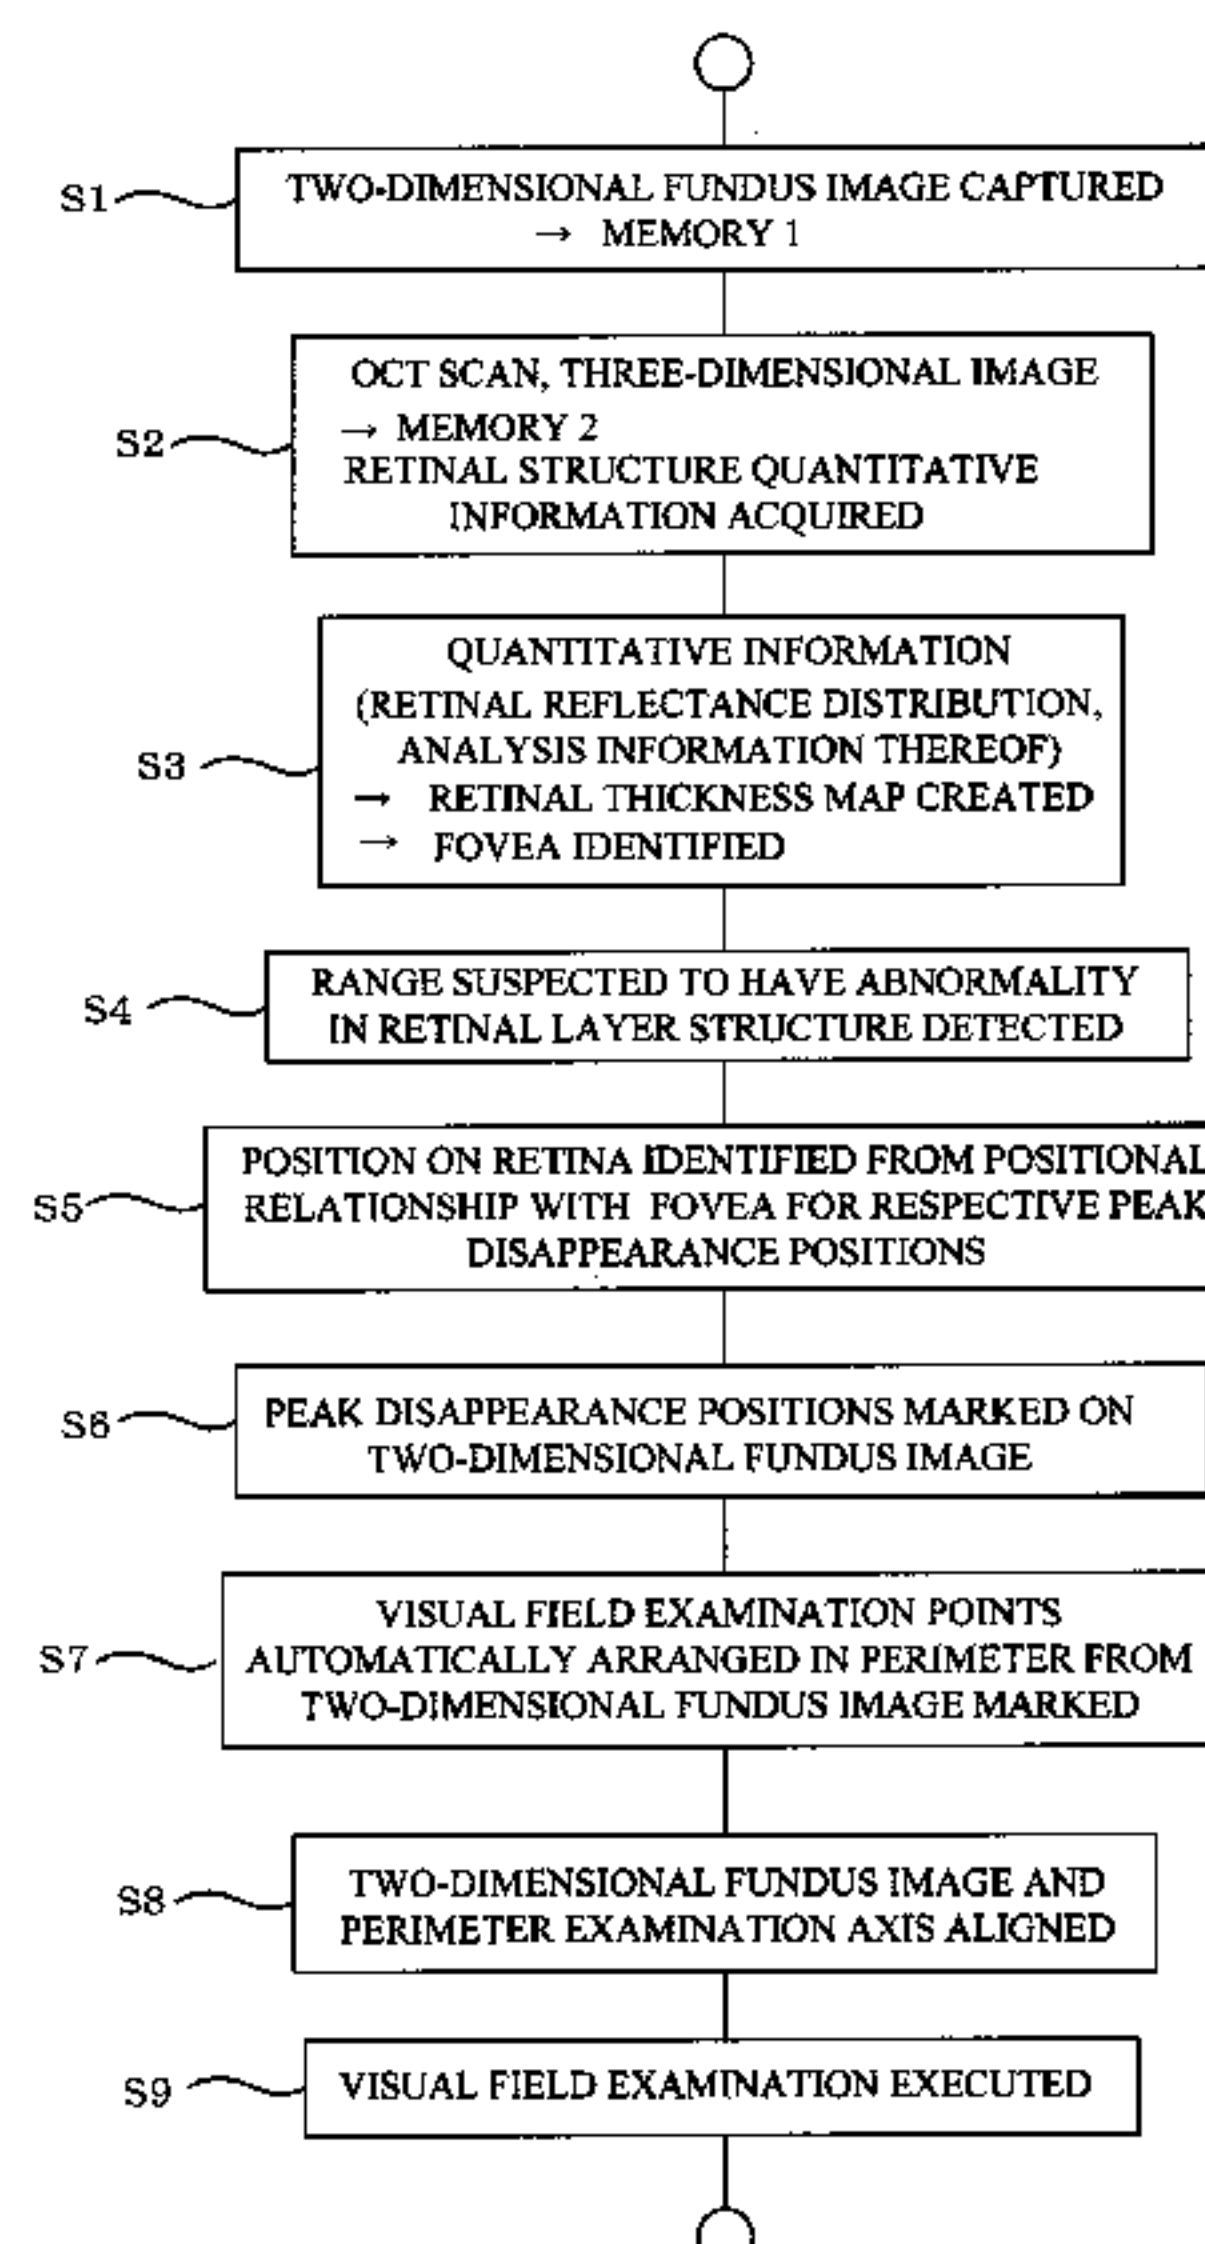 S1
TWO-DIMENSIONAL FUNDUS IMAGE CAPTURED
→ MEMORY 1
S2
OCT SCAN, THREE-DIMENSIONAL IMAGE
→ MEMORY 2
RETINAL STRUCTURE QUANTITATIVE
INFORMATION ACQUIRED
S3
QUANTITATIVE INFORMATION
(RETINAL REFLECTANCE DISTRIBUTION,
ANALYSIS INFORMATION THEREOF)
→ RETINAL THICKNESS MAP CREATED
→ FOVEA IDENTIFIED
S4
RANGE SUSPECTED TO HAVE ABNORMALITY
IN RETINAL LAYER STRUCTURE DETECTED
S5
POSITION ON RETINA IDENTIFIED FROM POSITIONAL
RELATIONSHIP WITH FOVEA FOR RESPECTIVE PEAK
DISAPPEARANCE POSITIONS
S6
PEAK DISAPPEARANCE POSITIONS MARKED ON
TWO-DIMENSIONAL FUNDUS IMAGE
S7
VISUAL FIELD EXAMINATION POINTS
AUTOMATICALLY ARRANGED IN PERIMETER FROM
TWO-DIMENSIONAL FUNDUS IMAGE MARKED
S8
TWO-DIMENSIONAL FUNDUS IMAGE AND
PERIMETER EXAMINATION AXIS ALIGNED
S9
VISUAL FIELD EXAMINATION EXECUTED